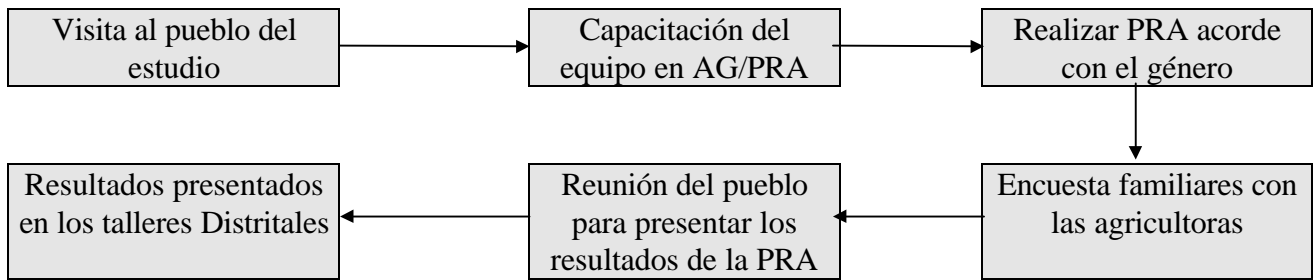 Visita al pueblo del
estudio
Capacitación del
equipo en AG/PRA
Realizar PRA acorde
con el género
Encuesta familiares con
las agricultoras
Reunión del pueblo
para presentar los
resultados de la PRA
Resultados presentados
en los talleres Distritales